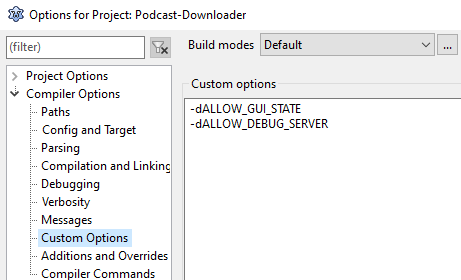 Options for Project: Podcast-Downloader
(filter)
Build modes
Default
...
Project Options
Compiler Options
Paths
Config and Target
Parsing
Compilation and Linking
Debugging
Verbosity
Messages
Custom Options
Additions and Overrides
Compiler Commands
Custom options
-dALLOW_GUI_STATE
-dALLOW_DEBUG_SERVER